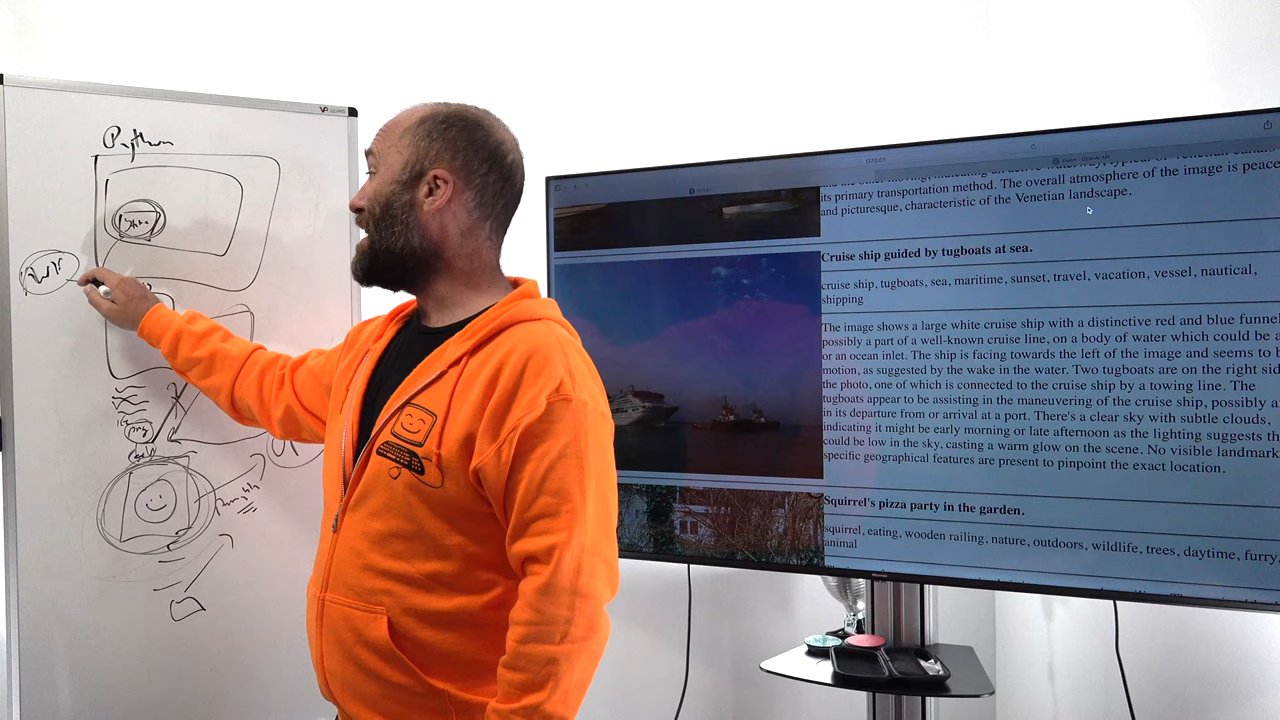 Python
127.0.0.1
Vision - OpenAI API
its primary transportation method. The overall atmosphere of the image is peace
and picturesque, characteristic of the Venetian landscape.
Cruise ship guided by tugboats at sea.
cruise ship, tugboats, sea, maritime, sunset, travel, vacation, vessel, nautical,
shipping
The image shows a large white cruise ship with a distinctive red and blue funnel
possibly a part of a well-known cruise line, on a body of water which could be a
or an ocean inlet. The ship is facing towards the left of the image and seems to b
motion, as suggested by the wake in the water. Two tugboats are on the right sid
the photo, one of which is connected to the cruise ship by a towing line. The
tugboats appear to be assisting in the maneuvering of the cruise ship, possibly a
in its departure from or arrival at a port. There's a clear sky with subtle clouds,
indicating it might be early morning or late afternoon as the lighting suggests th
could be low in the sky, casting a warm glow on the scene. No visible landmark
specific geographical features are present to pinpoint the exact location.
Squirrel's pizza party in the garden.
squirrel, eating, wooden railing, nature, outdoors, wildlife, trees, daytime, furry,
animal
Hisense